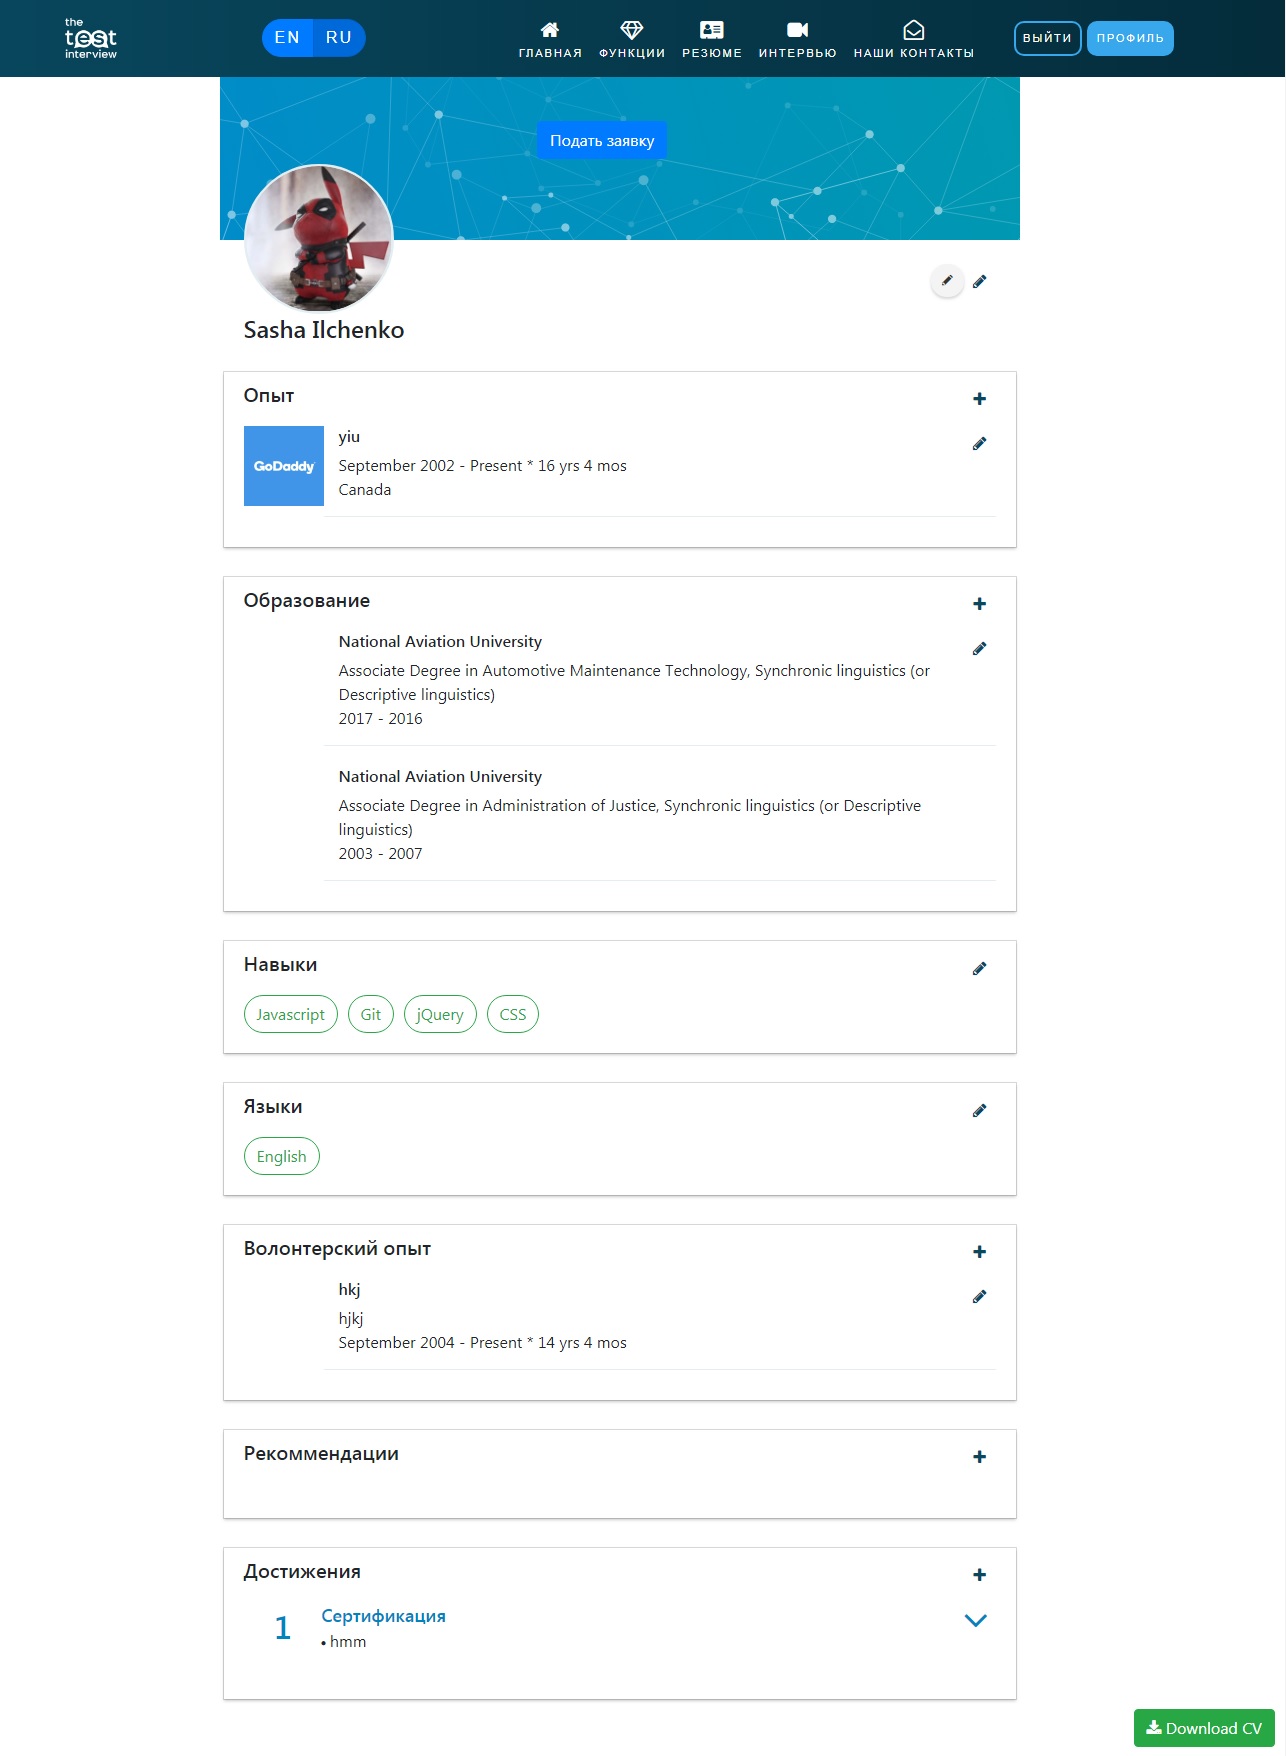 the
test
interview
EN RU
ГЛАВНАЯ ФУНКЦИИ РЕЗЮМЕ ИНТЕРВЬЮ НАШИ КОНТАКТЫ
ВЫЙТИ ПРОФИЛЬ
Подать заявку
Sasha Ilchenko
Опыт
GoDaddy
yiu
September 2002 - Present * 16 yrs 4 mos
Canada
Образование
National Aviation University
Associate Degree in Automotive Maintenance Technology, Synchronic linguistics (or
Descriptive linguistics)
2017 - 2016
National Aviation University
Associate Degree in Administration of Justice, Synchronic linguistics (or Descriptive
linguistics)
2003 - 2007
Навыки
Javascript Git jQuery CSS
Языки
English
Волонтерский опыт
hkj
hjkj
September 2004 - Present * 14 yrs 4 mos
Рекоммендации
Достижения
1 Сертификация
• hmm
Download CV